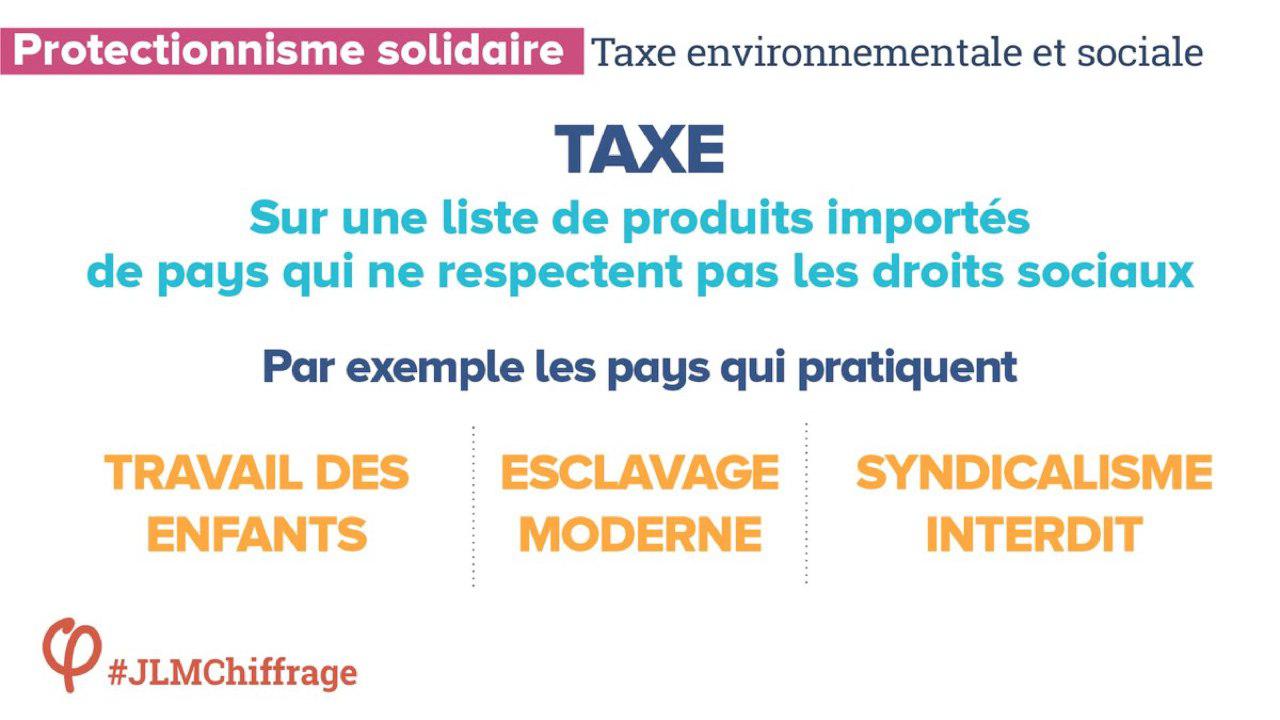 Protectionnisme solidaire Taxe environnementale et sociale
TAXE
Sur une liste de produits importés
de pays qui ne respectent pas les droits sociaux
Par exemple les pays qui pratiquent
TRAVAIL DES
ENFANTS
ESCLAVAGE
MODERNE
SYNDICALISME
INTERDIT
φ #JLMChiffrage